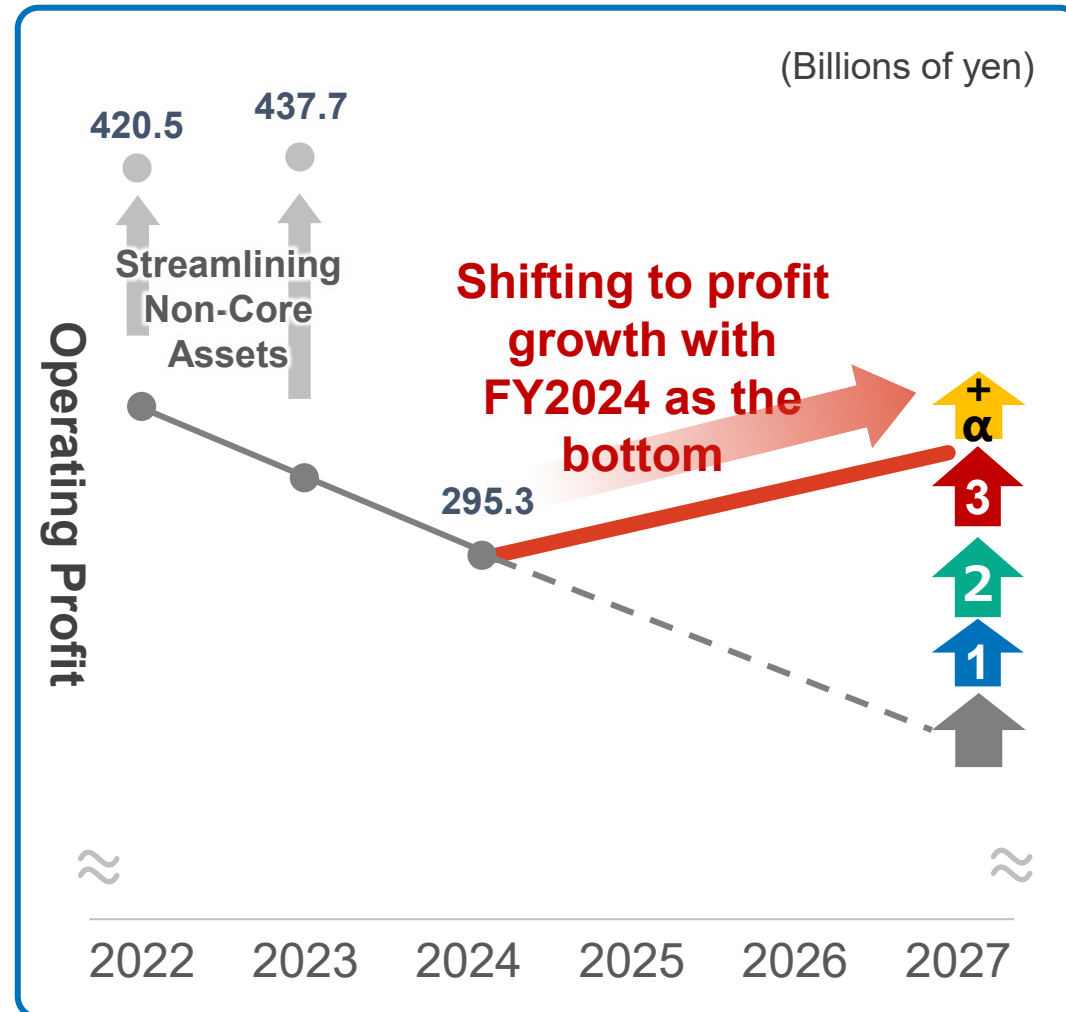 (Billions of yen)
420.5
437.7
Streamlining
Non-Core
Assets
Shifting to profit
growth with
FY2024 as the
bottom
295.3
Operating Profit
+
α
3
2
1
2022
2023
2024
2025
2026
2027